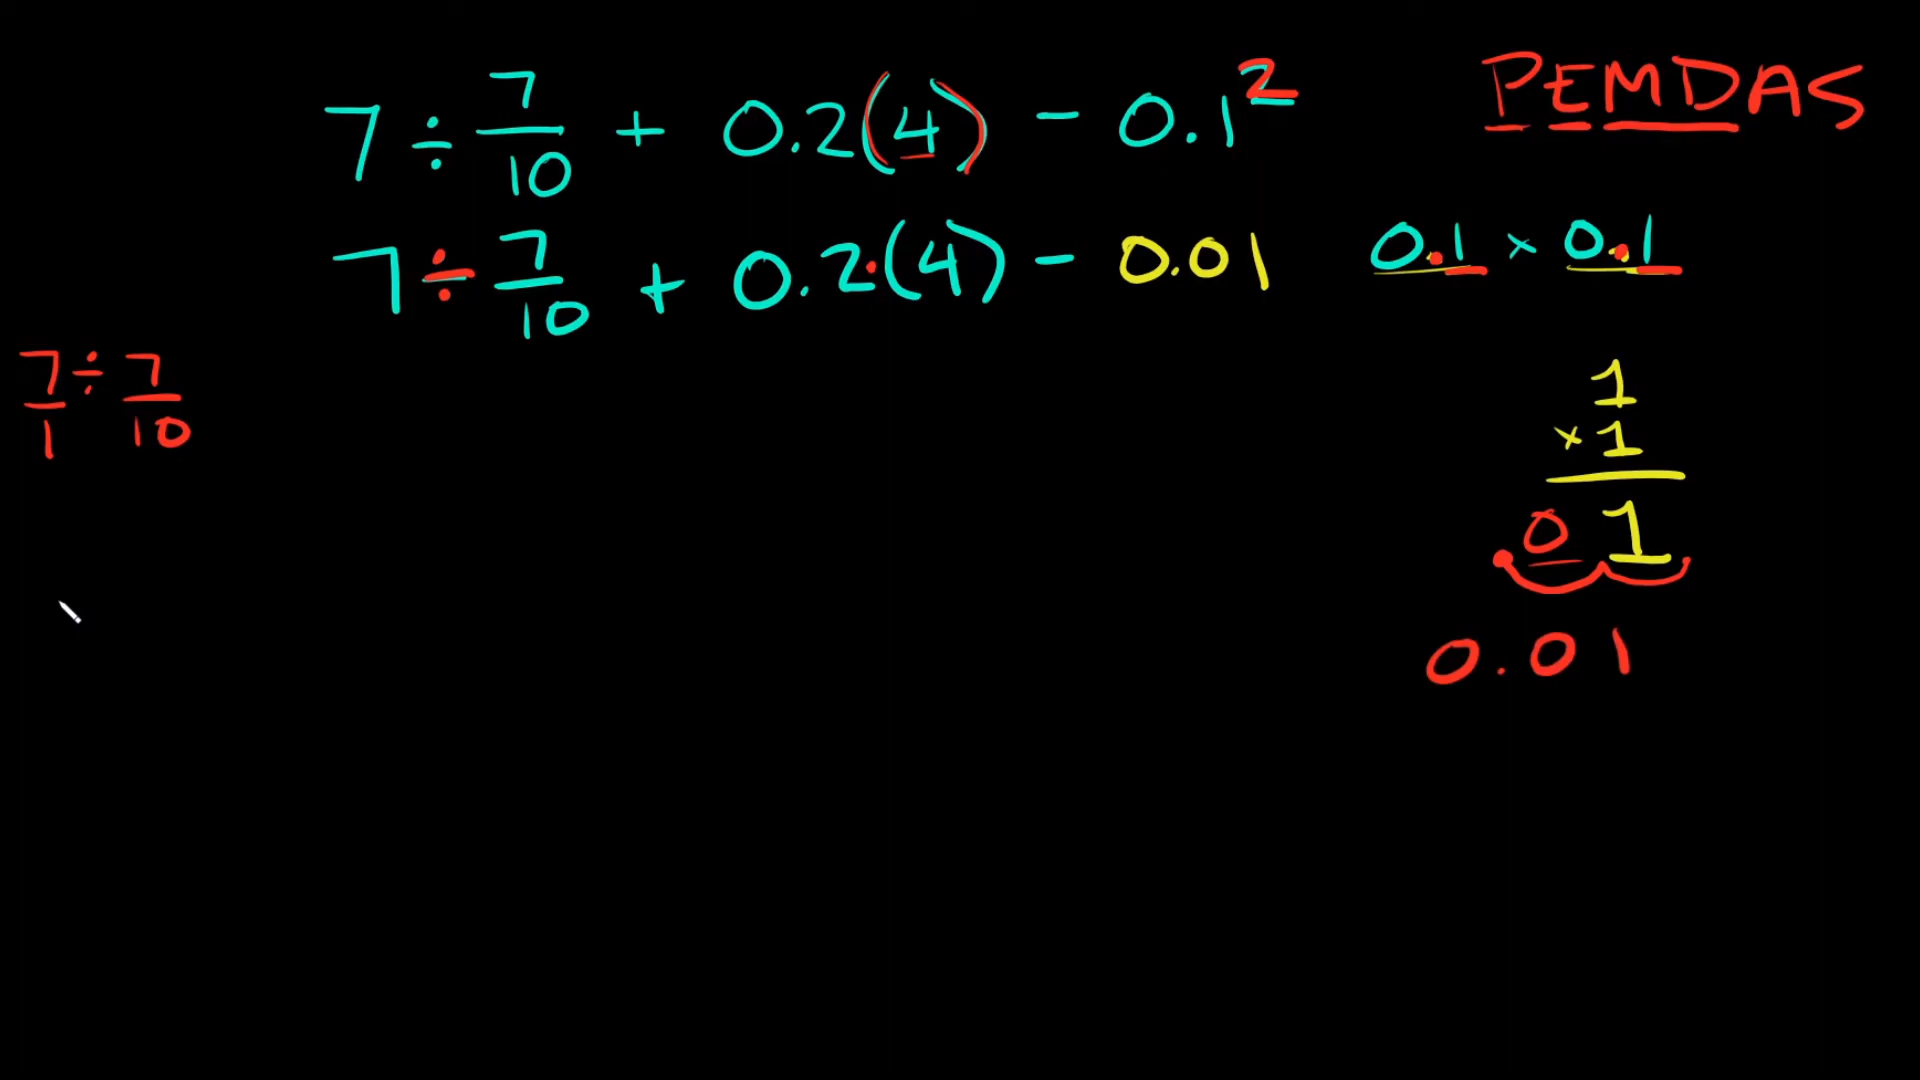 7 ÷ 7/10 + 0.2(4) - 0.1²
PEMDAS
7 ÷ 7/10 + 0.2·(4) - 0.01
0.1 × 0.1
7/1 ÷ 7/10
1
× 1
01
0.01